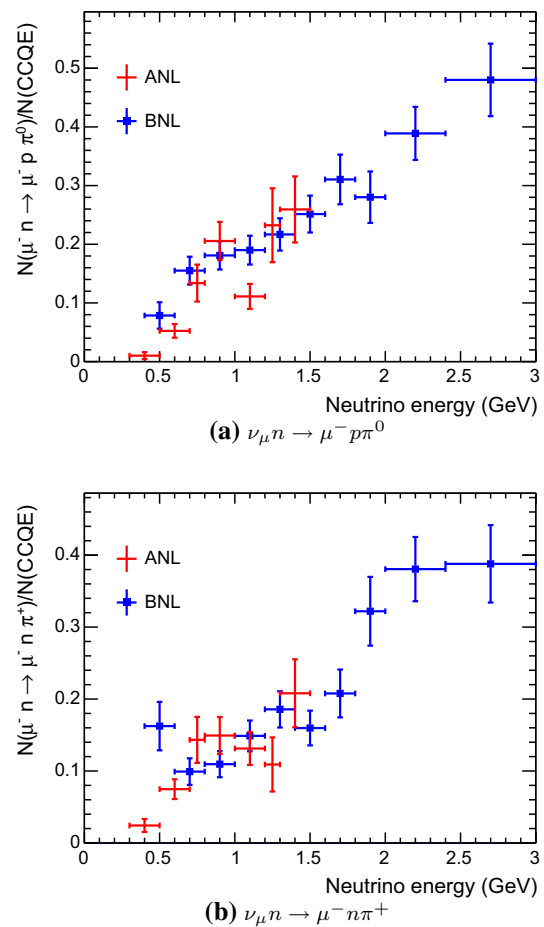 N(μ⁻ n → μ⁻ p π⁰)/N(CCQE)
0.5
0.4
0.3
0.2
0.1
0
ANL
BNL
0 0.5 1 1.5 2 2.5 3
Neutrino energy (GeV)
(a) νμn → μ⁻pπ⁰
N(μ⁻ n → μ⁻ n π⁺)/N(CCQE)
0.4
0.3
0.2
0.1
0
ANL
BNL
0 0.5 1 1.5 2 2.5 3
Neutrino energy (GeV)
(b) νμn → μ⁻nπ⁺